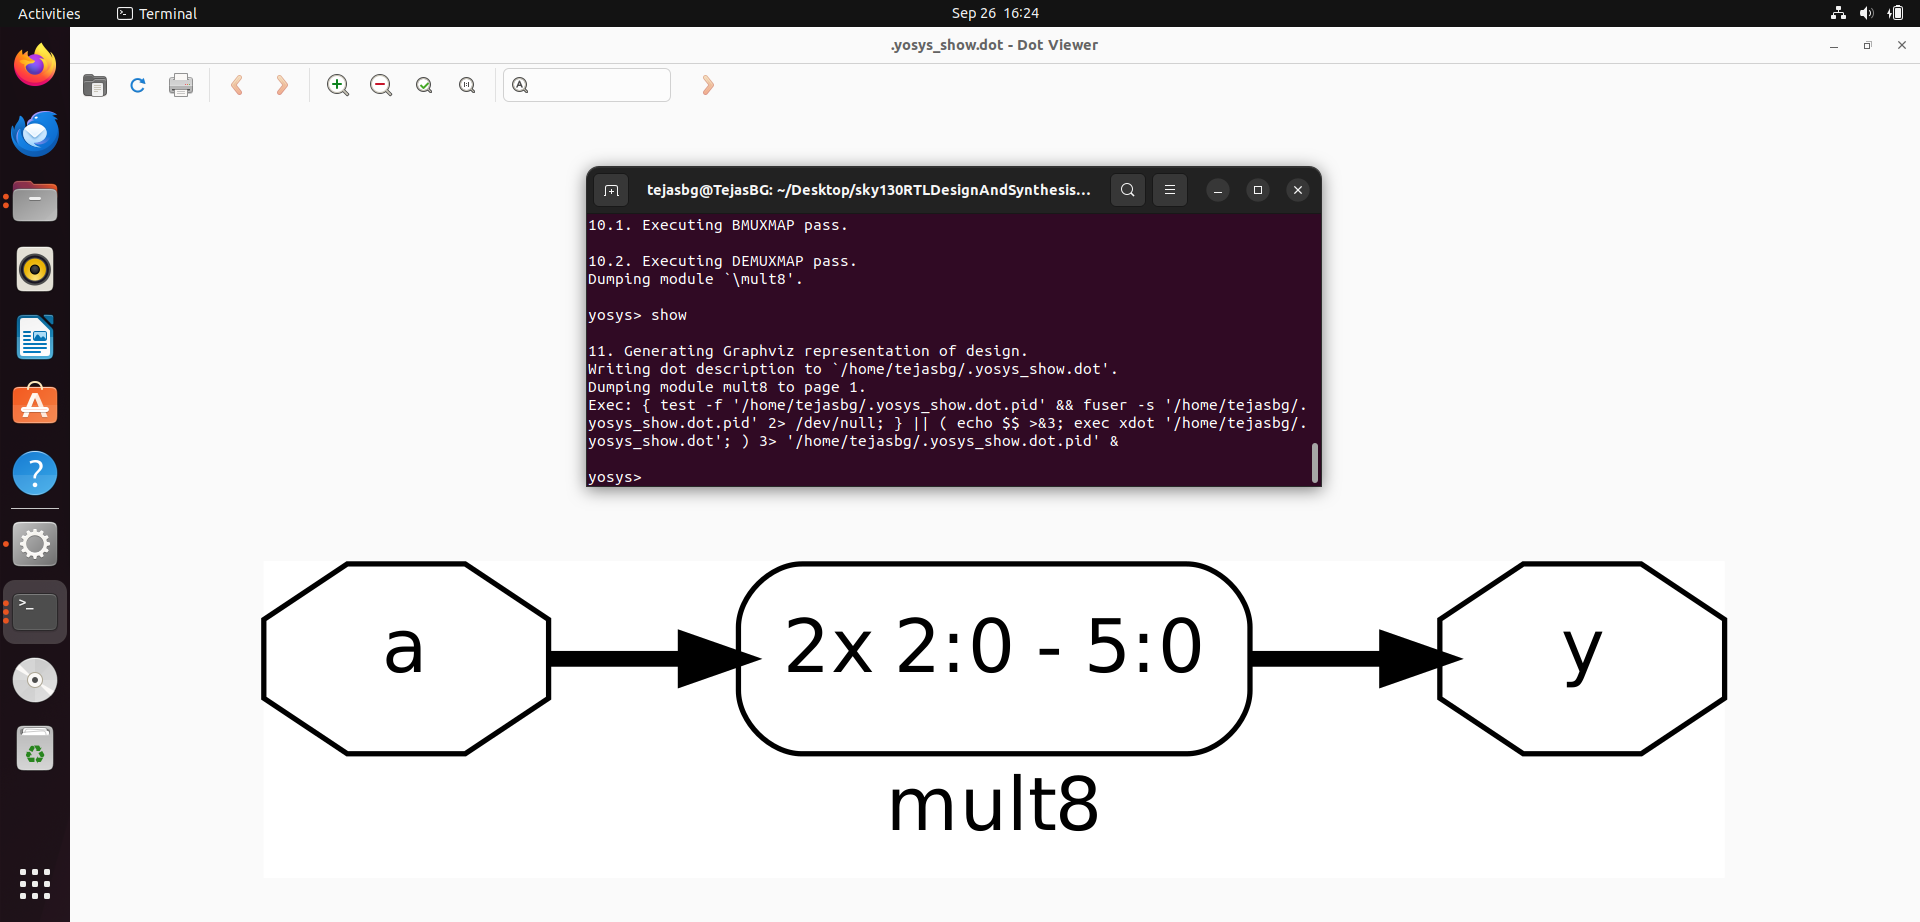 Activities
Terminal
Sep 26 16:24
.yosys_show.dot - Dot Viewer
tejasbg@TejasBG: ~/Desktop/sky130RTLDesignAndSynthesis...
10.1. Executing BMUXMAP pass.
10.2. Executing DEMUXMAP pass.
Dumping module `\mult8'.
yosys> show
11. Generating Graphviz representation of design.
Writing dot description to `/home/tejasbg/.yosys_show.dot'.
Dumping module mult8 to page 1.
Exec: { test -f '/home/tejasbg/.yosys_show.dot.pid' && fuser -s '/home/tejasbg/.
yosys_show.dot.pid' 2> /dev/null; } || ( echo $$ >&3; exec xdot '/home/tejasbg/.
yosys_show.dot'; ) 3> '/home/tejasbg/.yosys_show.dot.pid' &
yosys>
a
2x 2:0 - 5:0
y
mult8